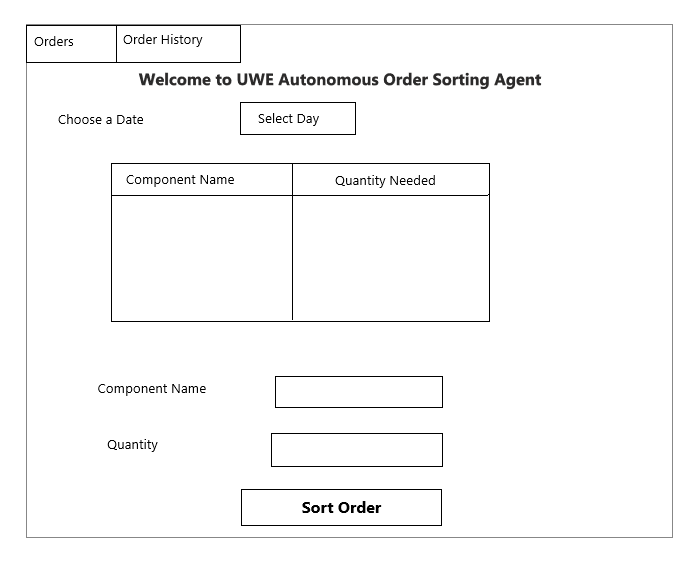 Orders
Order History
Welcome to UWE Autonomous Order Sorting Agent
Choose a Date
Select Day
Component Name
Quantity Needed
Component Name
Quantity
Sort Order